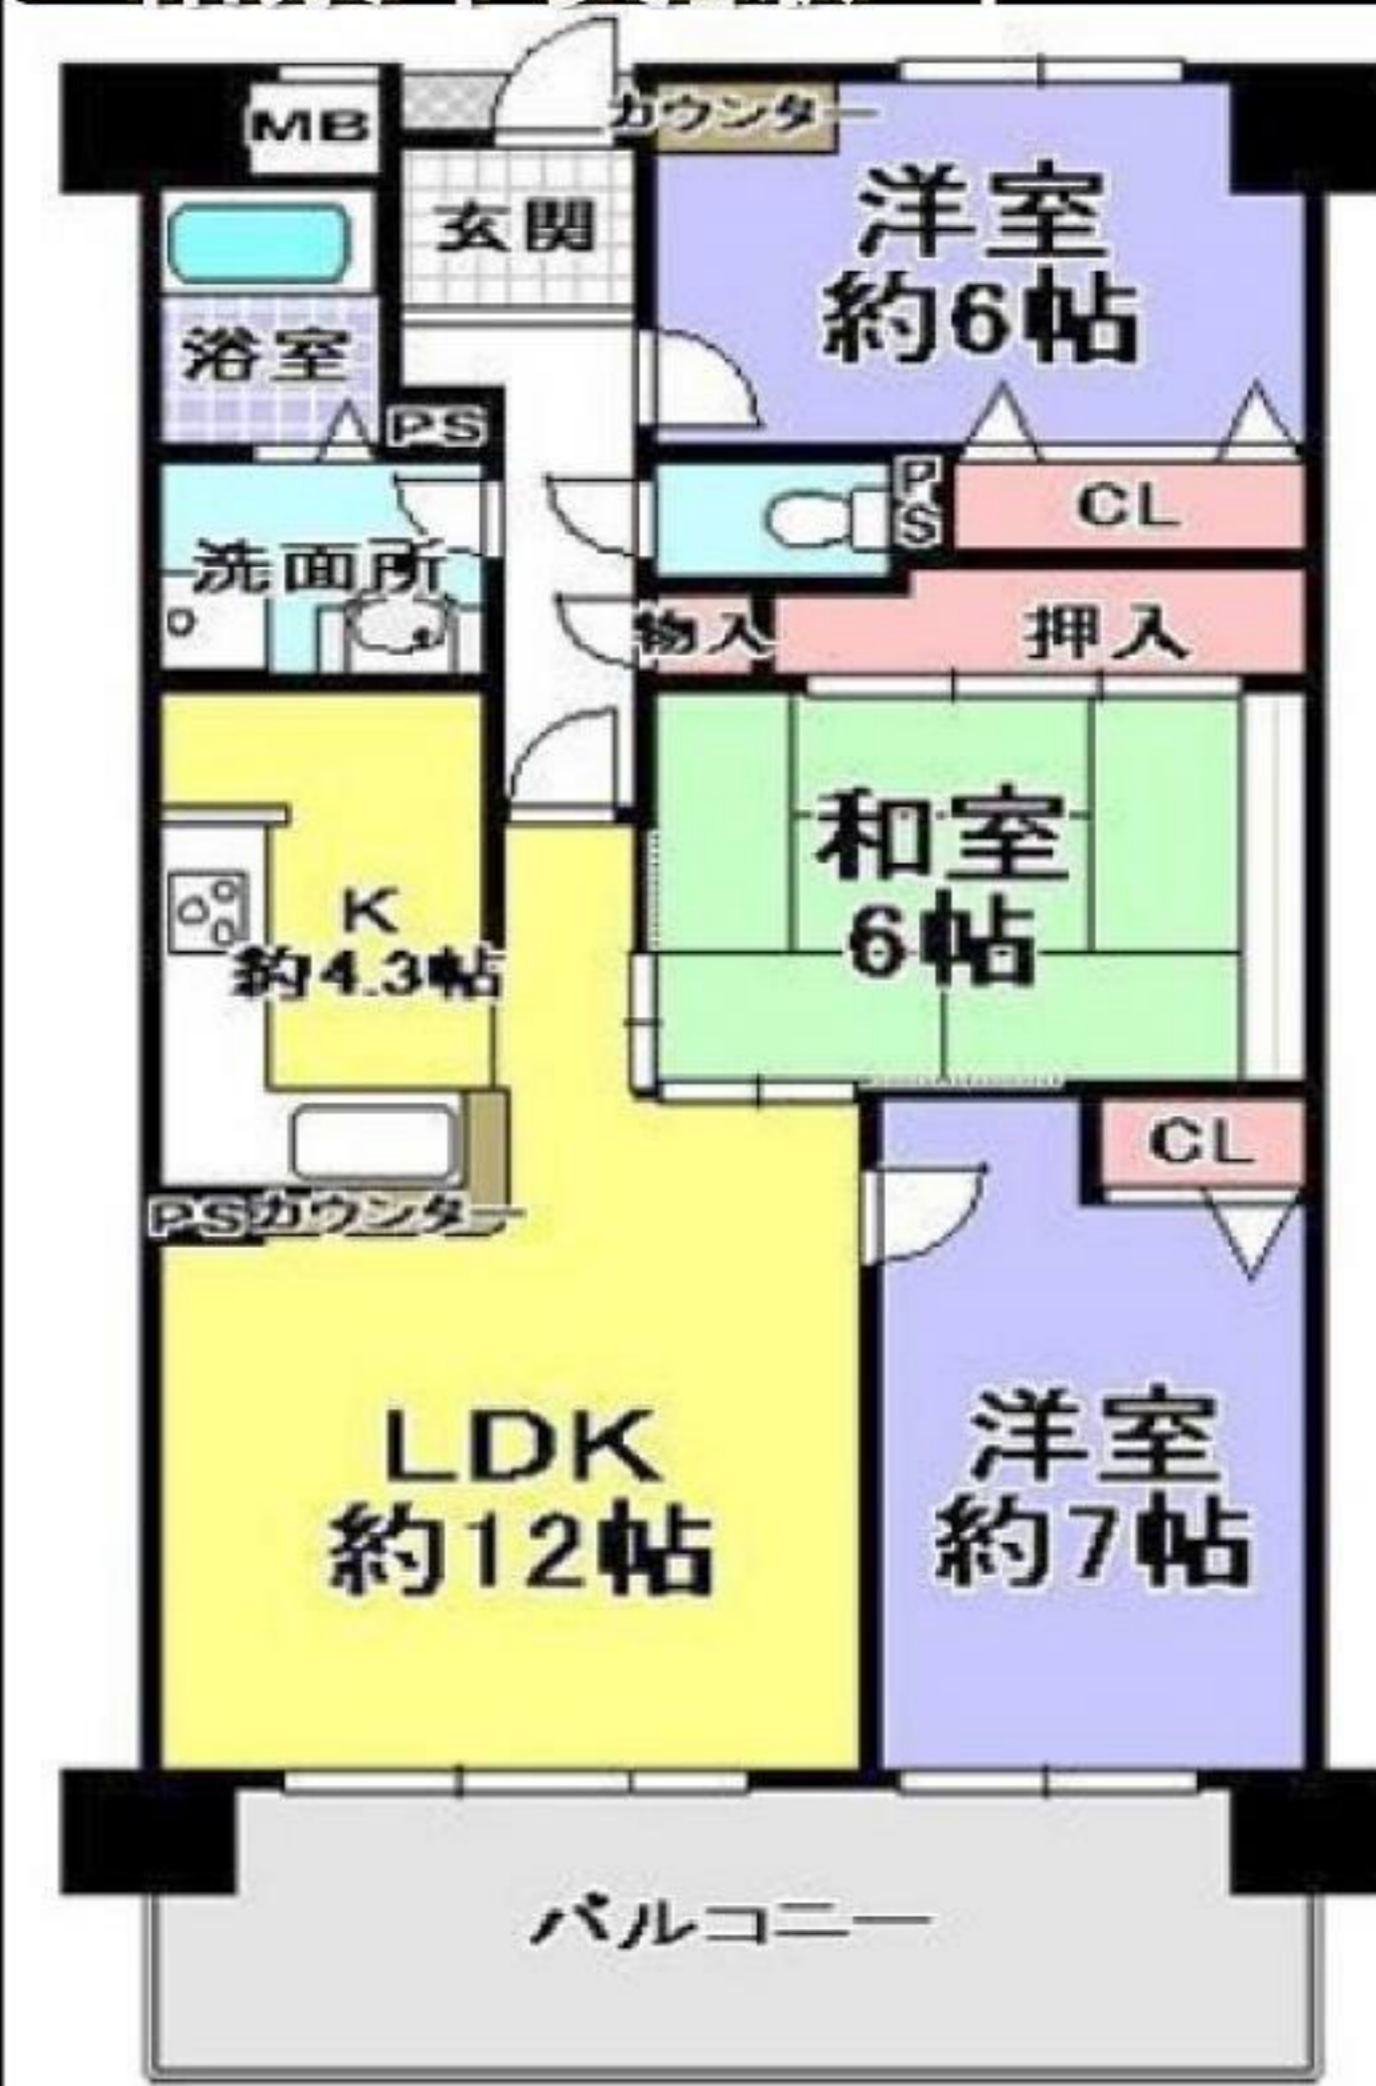 MB
カウンター
玄関
洋室
約6帖
浴室
PS
PS
CL
洗面所
物入
押入
和室
6帖
K
約4.3帖
CL
PS
カウンター
LDK
約12帖
洋室
約7帖
バルコニー